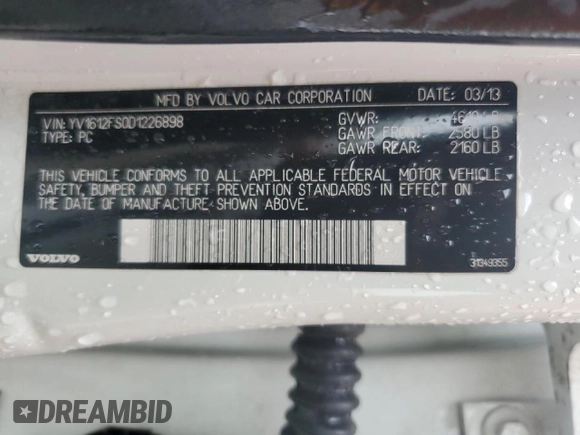 MFD BY VOLVO CAR CORPORATION DATE: 03/13
VIN: YV1612FS0D1226898 GVWR: 4610 LB
TYPE: PC GAWR FRONT: 2580 LB
GAWR REAR: 2160 LB
THIS VEHICLE CONFORMS TO ALL APPLICABLE FEDERAL MOTOR VEHICLE
SAFETY, BUMPER AND THEFT PREVENTION STANDARDS IN EFFECT ON
THE DATE OF MANUFACTURE SHOWN ABOVE.
VOLVO 31349355
DREAMBID